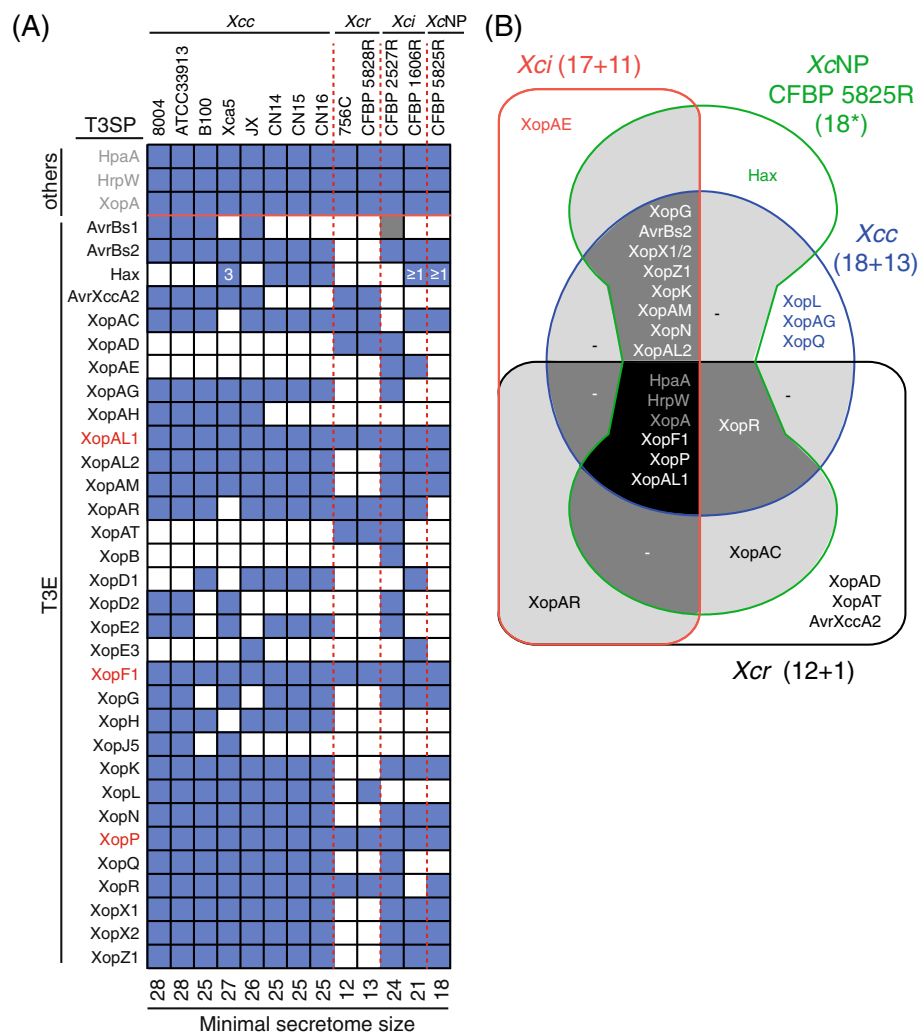 (A)
Xcc Xcr Xci XcNP
T3SP 8004 ATCC33913 B100 Xca5 JX CN14 CN15 CN16 756C CFBP 5828R CFBP 2527R CFBP 1606R CFBP 5825R
others
HpaA
HrpW
XopA
T3E
AvrBs1
AvrBs2
Hax 3 ≥1 ≥1
AvrXccA2
XopAC
XopAD
XopAE
XopAG
XopAH
XopAL1
XopAL2
XopAM
XopAR
XopAT
XopB
XopD1
XopD2
XopE2
XopE3
XopF1
XopG
XopH
XopJ5
XopK
XopL
XopN
XopP
XopQ
XopR
XopX1
XopX2
XopZ1
28 28 25 27 26 25 25 25 12 13 24 21 18
Minimal secretome size
(B)
Xci (17+11)
XcNP
CFBP 5825R
(18*)
XopAE
Hax
Xcc
(18+13)
XopG
AvrBs2
XopX1/2
XopZ1
XopK
XopAM
XopN
XopAL2
-
-
XopL
XopAG
XopQ
HpaA
HrpW
XopA
XopF1
XopP
XopAL1
-
XopR
-
-
XopAC
XopAR
XopAD
XopAT
AvrXccA2
Xcr (12+1)